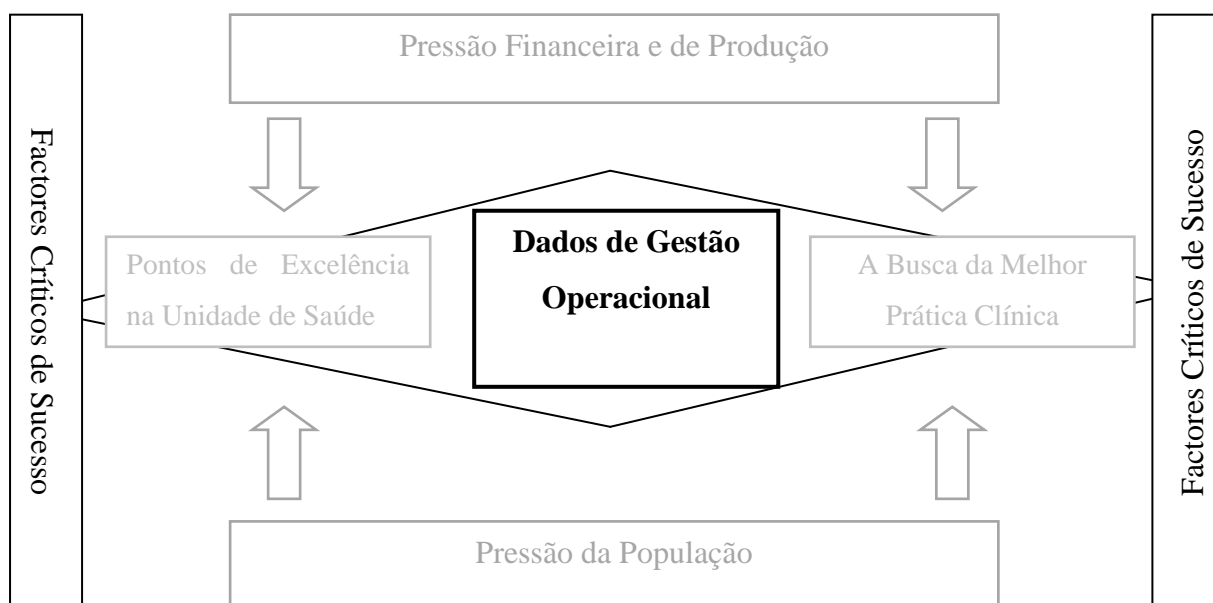 Pressão Financeira e de Produção
Factores Críticos de Sucesso
Pontos de Excelência
na Unidade de Saúde
Dados de Gestão
Operacional
A Busca da Melhor
Prática Clínica
Factores Críticos de Sucesso
Pressão da População